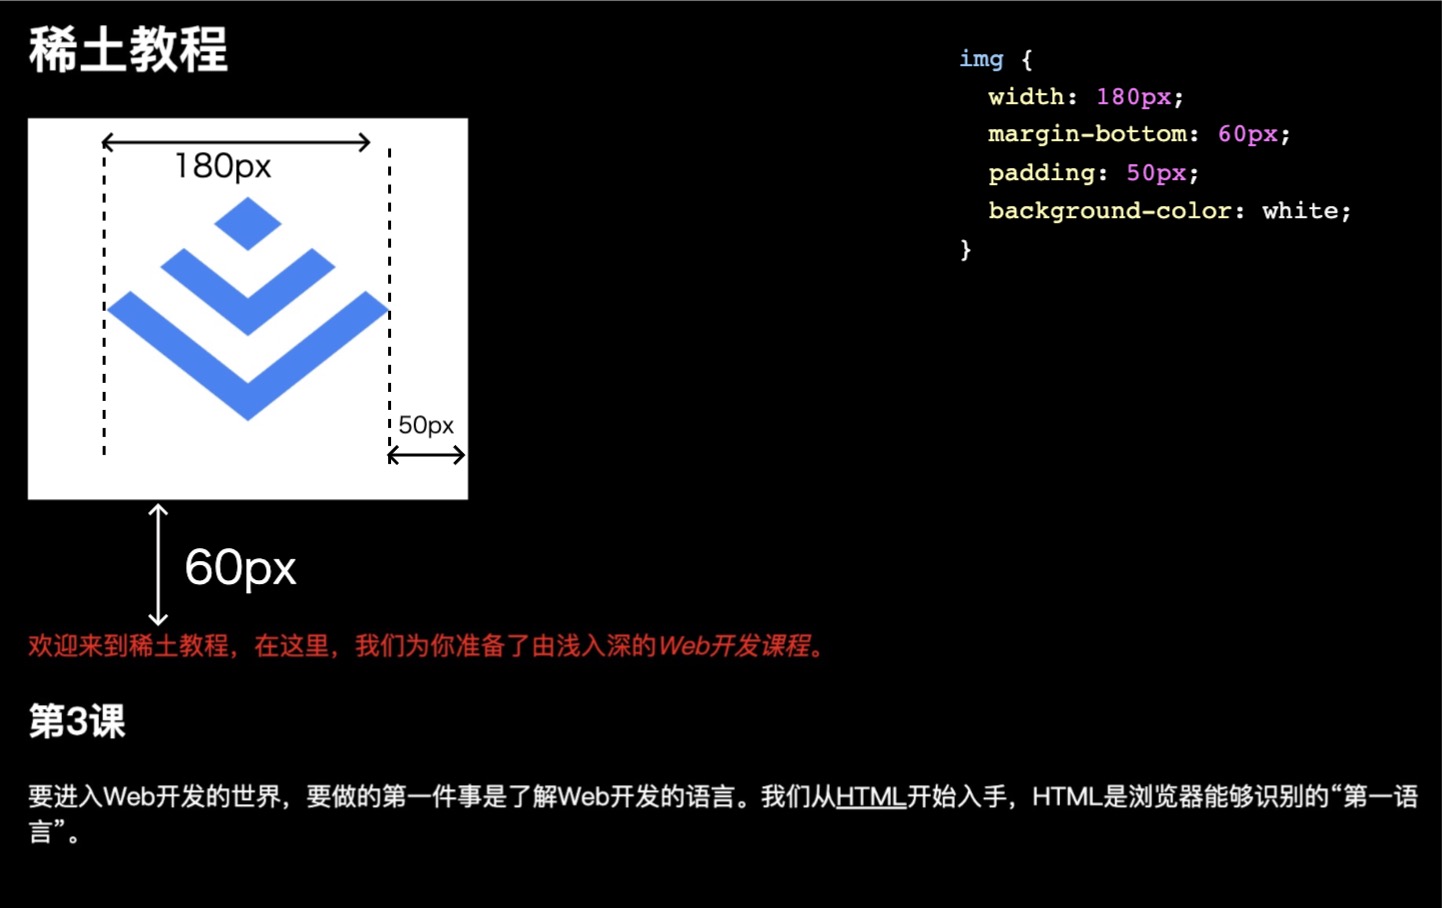 稀土教程
img {
width: 180px;
margin-bottom: 60px;
padding: 50px;
background-color: white;
}
180px
50px
60px
欢迎来到稀土教程，在这里，我们为你准备了由浅入深的Web开发课程。
第3课
要进入Web开发的世界，要做的第一件事是了解Web开发的语言。我们从HTML开始入手，HTML是浏览器能够识别的“第一语
言”。